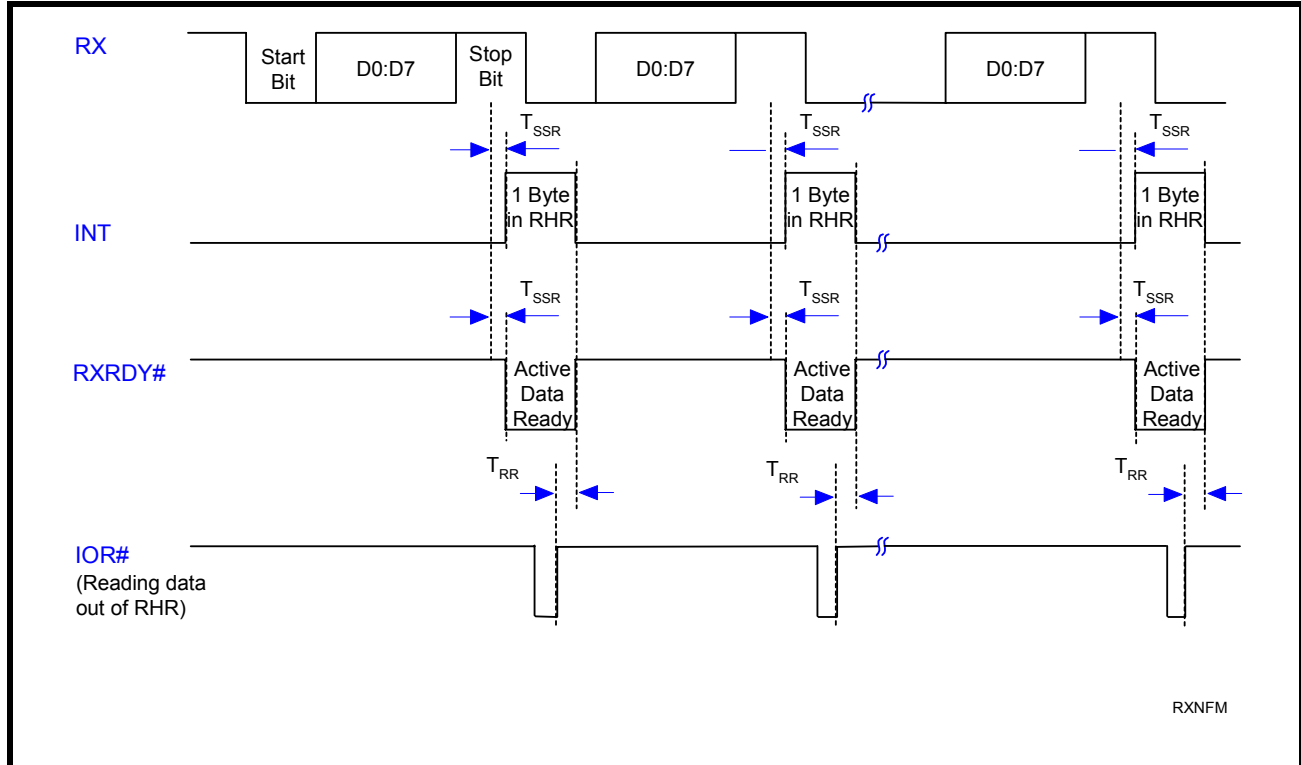 RX
Start
Bit
D0:D7
Stop
Bit
D0:D7
D0:D7
TSSR
TSSR
TSSR
INT
1 Byte
in RHR
1 Byte
in RHR
1 Byte
in RHR
TSSR
TSSR
TSSR
RXRDY#
Active
Data
Ready
Active
Data
Ready
Active
Data
Ready
TRR
TRR
TRR
IOR#
(Reading data
out of RHR)
RXNFM